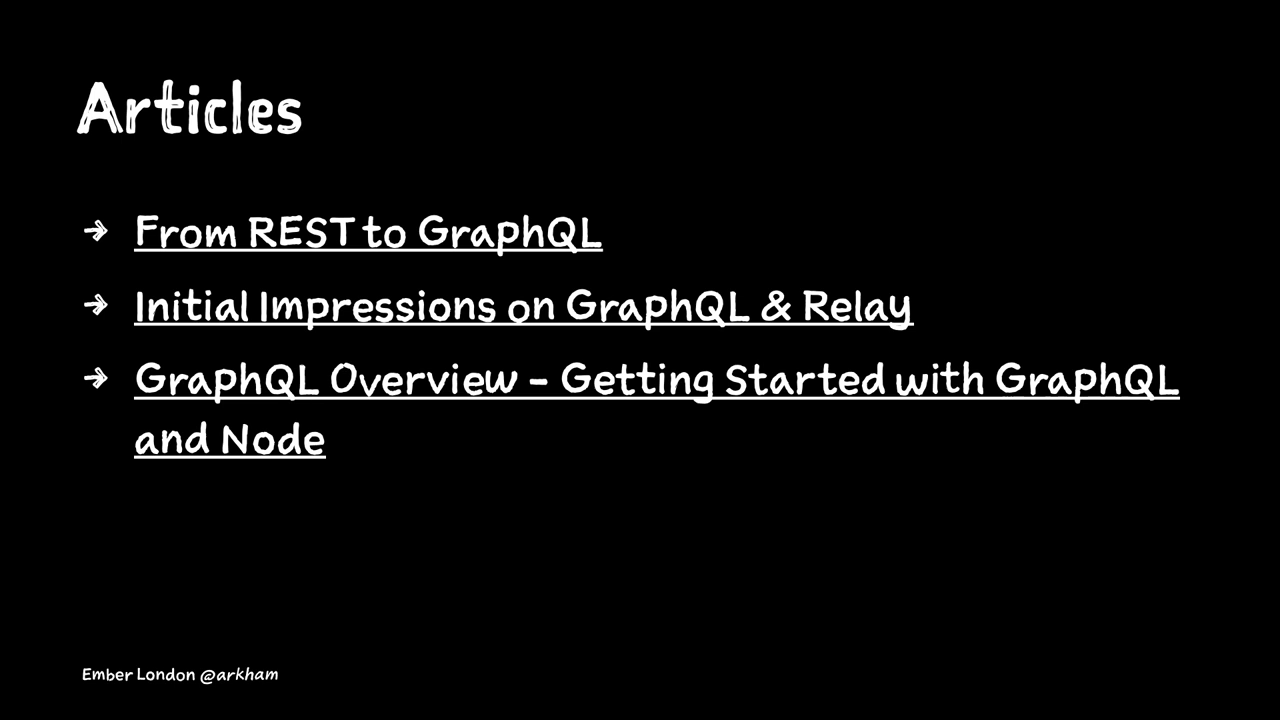 Articles
→ From REST to GraphQL
→ Initial Impressions on GraphQL & Relay
→ GraphQL Overview – Getting Started with GraphQL
and Node
Ember London @arkham